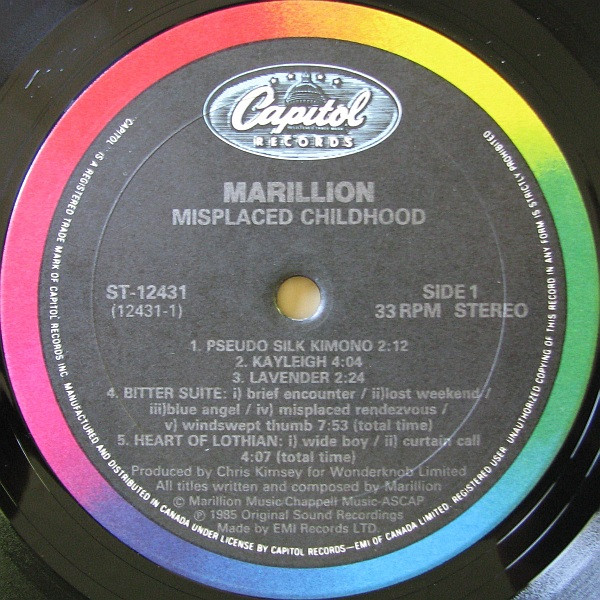 Capitol
RECORDS
MARILLION
MISPLACED CHILDHOOD
ST-12431
(12431-1)
SIDE 1
33 RPM STEREO
1. PSEUDO SILK KIMONO 2:12
2. KAYLEIGH 4:04
3. LAVENDER 2:24
4. BITTER SUITE: i) brief encounter / ii)lost weekend /
iii)blue angel / iv) misplaced rendezvous /
v) windswept thumb 7:53 (total time)
5. HEART OF LOTHIAN: i) wide boy / ii) curtain call
4:07 (total time)
Produced by Chris Kimsey for Wonderknob Limited
All titles written and composed by Marillion
© Marillion Music/Chappell Music-ASCAP
℗ 1985 Original Sound Recordings
Made by EMI Records LTD.
CAPITOL IS A REGISTERED TRADE MARK OF CAPITOL RECORDS INC. MANUFACTURED AND DISTRIBUTED IN CANADA UNDER LICENSE BY CAPITOL RECORDS—EMI OF CANADA LIMITED. RESERVED. UNAUTHORIZED COPYING OF THIS RECORD IN ANY FORM IS STRICTLY PROHIBITED